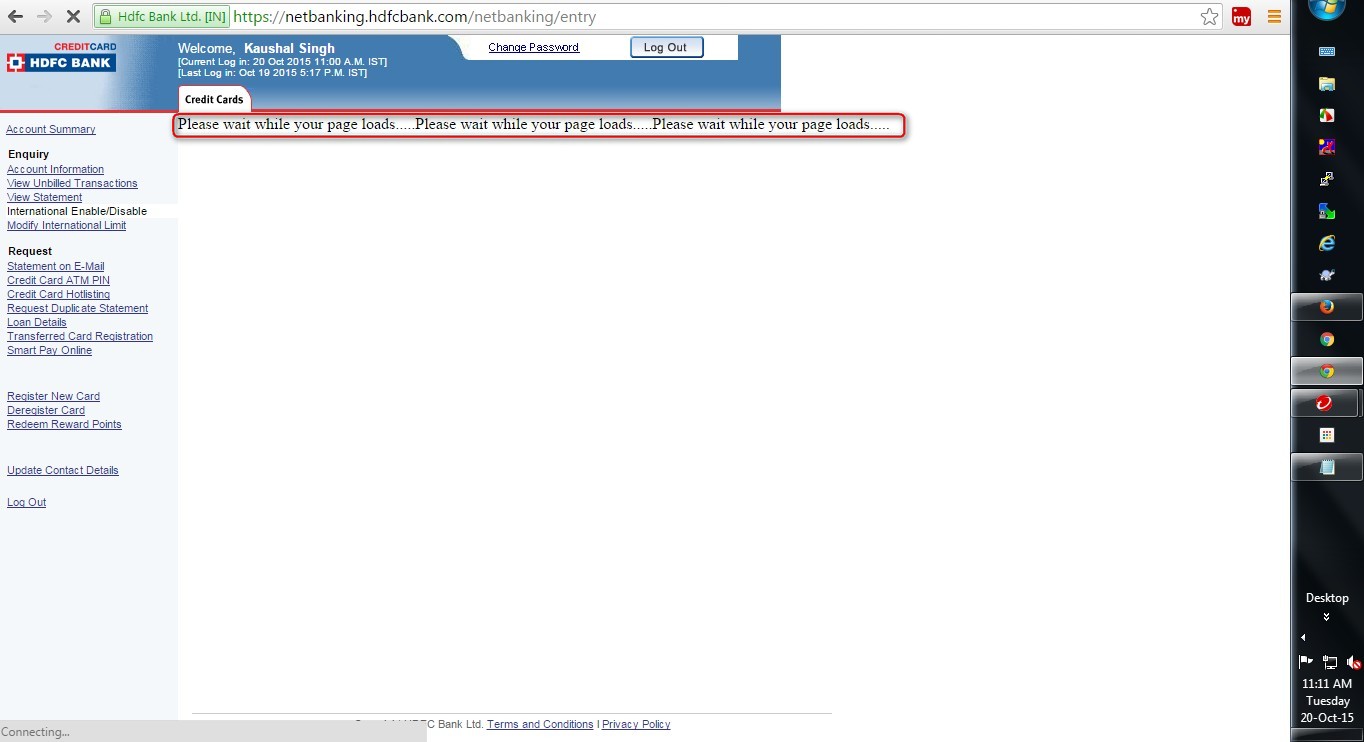 Hdfc Bank Ltd. [IN] https://netbanking.hdfcbank.com/netbanking/entry
my
CREDITCARD
HDFC BANK
Welcome, Kaushal Singh
[Current Log in: 20 Oct 2015 11:00 A.M. IST]
[Last Log in: Oct 19 2015 5:17 P.M. IST]
Change Password
Log Out
Credit Cards
Please wait while your page loads.....Please wait while your page loads.....Please wait while your page loads.....
Account Summary
Enquiry
Account Information
View Unbilled Transactions
View Statement
International Enable/Disable
Modify International Limit
Request
Statement on E-Mail
Credit Card ATM PIN
Credit Card Hotlisting
Request Duplicate Statement
Loan Details
Transferred Card Registration
Smart Pay Online
Register New Card
Deregister Card
Redeem Reward Points
Update Contact Details
Log Out
C Bank Ltd. Terms and Conditions I Privacy Policy
Connecting...
Desktop
11:11 AM
Tuesday
20-Oct-15